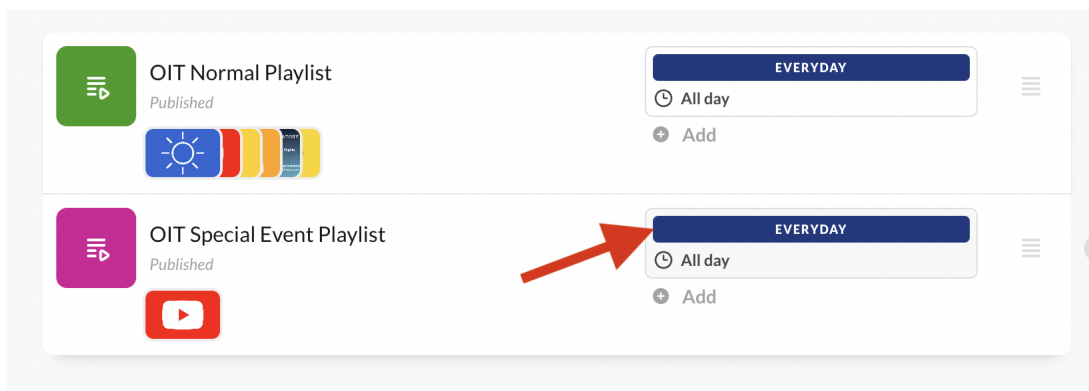 OIT Normal Playlist
Published
EVERYDAY
All day
Add
OIT Special Event Playlist
Published
EVERYDAY
All day
Add